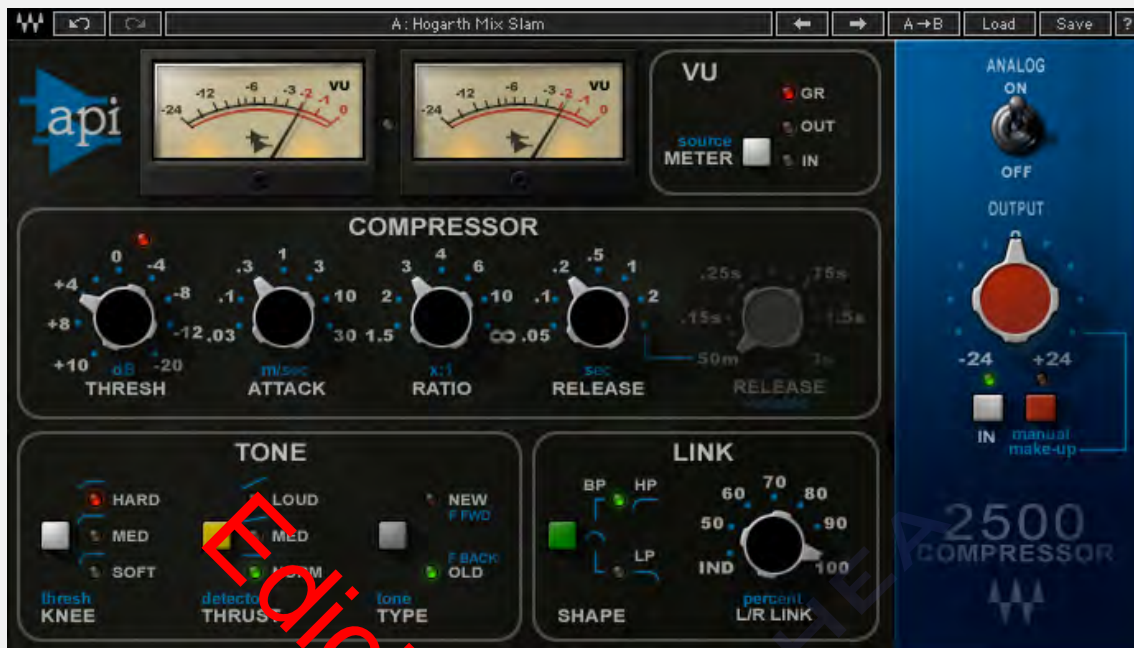 A: Hogarth Mix Slam
A→B Load Save ?
api
-24 -12 -6 -3 -2 -1 0 VU
-24 -12 -6 -3 -2 -1 0 VU
VU
source
METER
GR
OUT
IN
ANALOG
ON
OFF
OUTPUT
0
-24 +24
IN
manual
make-up
COMPRESSOR
+10 +8 +4 0 -4 -8 -12 -20
dB
THRESH
.03 .1 .3 1 3 10 30
m/sec
ATTACK
1.5 2 3 4 6 10 ∞
x:1
RATIO
.05 .1 .2 .5 1 2
sec
RELEASE
50m .15s .25s .75s 1.5s 3s
RELEASE
TONE
HARD
MED
SOFT
thresh
KNEE
LOUD
MED
NORM
THRUST
NEW
F FWD
F BACK
OLD
tone
TYPE
LINK
BP HP
LP
SHAPE
IND 50 60 70 80 90 100
percent
L/R LINK
2500
COMPRESSOR